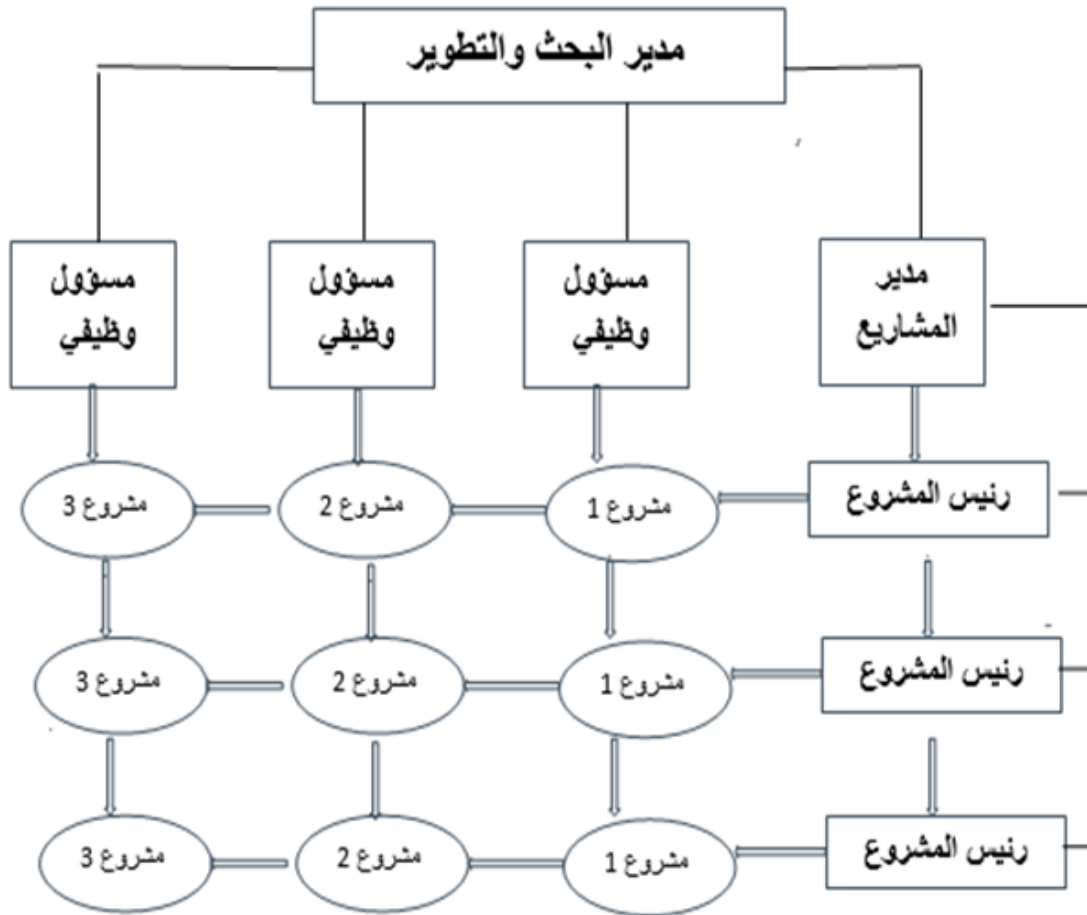 مدير البحث والتطوير
مدير
المشاريع
مسؤول
وظيفي
مسؤول
وظيفي
مسؤول
وظيفي
رئيس المشروع
مشروع 1
مشروع 2
مشروع 3
رئيس المشروع
مشروع 1
مشروع 2
مشروع 3
رئيس المشروع
مشروع 1
مشروع 2
مشروع 3